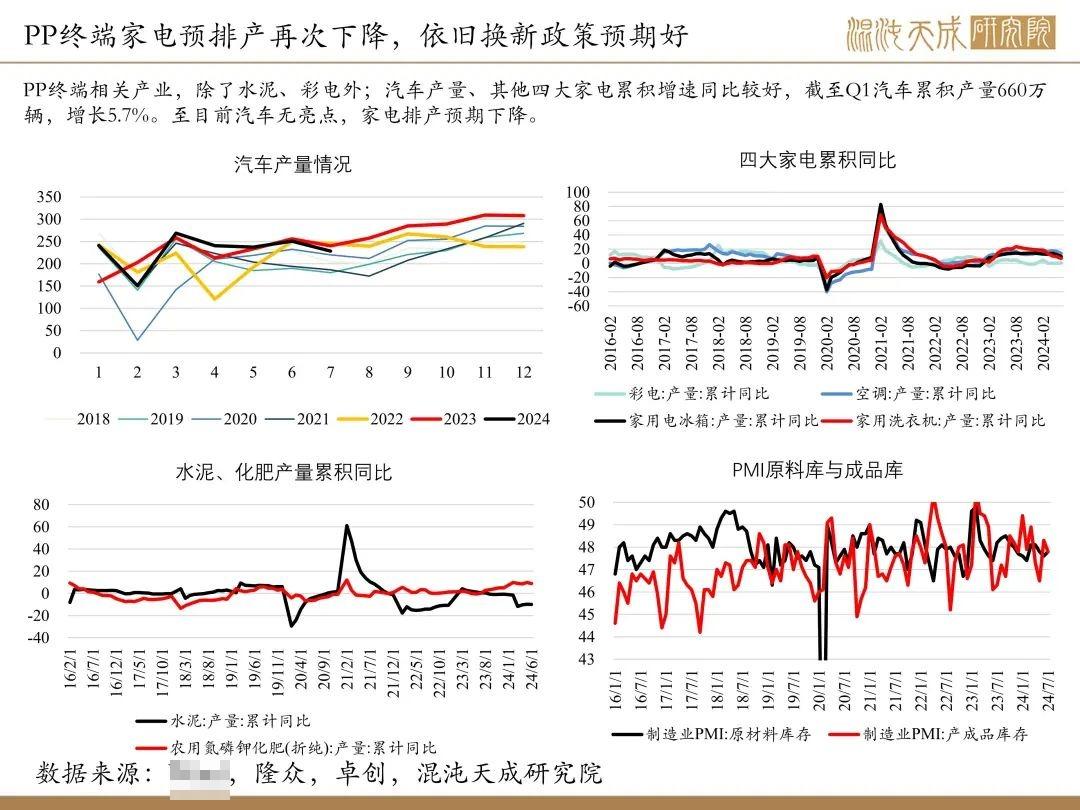 PP终端家电预排产再次下降，依旧换新政策预期好
混沌天成研究院
PP终端相关产业，除了水泥、彩电外；汽车产量、其他四大家电累积增速同比较好，截至Q1汽车累积产量660万
辆，增长5.7%。至目前汽车无亮点，家电排产预期下降。
汽车产量情况
350
300
250
200
150
100
50
0
1 2 3 4 5 6 7 8 9 10 11 12
2018 2019 2020 2021 2022 2023 2024
四大家电累积同比
100
80
60
40
20
0
-20
-40
-60
2016-02 2016-08 2017-02 2017-08 2018-02 2018-08 2019-02 2019-08 2020-02 2020-08 2021-02 2021-08 2022-02 2022-08 2023-02 2023-08 2024-02
彩电:产量:累计同比 空调:产量:累计同比
家用电冰箱:产量:累计同比 家用洗衣机:产量:累计同比
水泥、化肥产量累积同比
80
60
40
20
0
-20
-40
16/2/1 16/7/1 16/12/1 17/5/1 17/10/1 18/3/1 18/8/1 19/1/1 19/6/1 19/11/1 20/4/1 20/9/1 21/2/1 21/7/1 21/12/1 22/5/1 22/10/1 23/3/1 23/8/1 24/1/1 24/6/1
水泥:产量:累计同比
农用氮磷钾化肥(折纯):产量:累计同比
PMI原料库与成品库
50
49
48
47
46
45
44
43
16/1/1 16/7/1 17/1/1 17/7/1 18/1/1 18/7/1 19/1/1 19/7/1 20/1/1 20/7/1 21/1/1 21/7/1 22/1/1 22/7/1 23/1/1 23/7/1 24/1/1 24/7/1
制造业PMI:原材料库存 制造业PMI:产成品库存
数据来源： ，隆众，卓创，混沌天成研究院